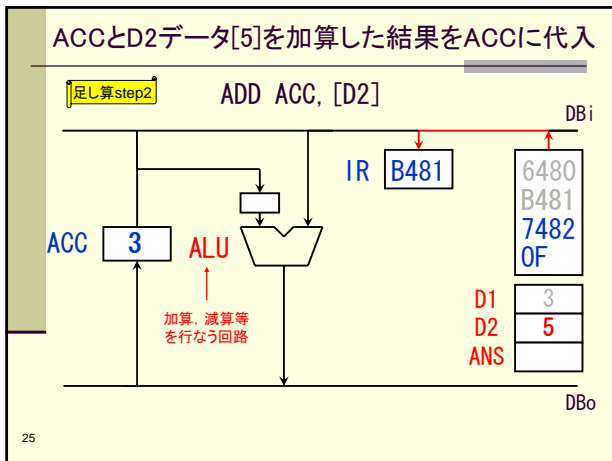 ACCとD2データ[5]を加算した結果をACCに代入
足し算step2
ADD ACC, [D2]
DBi
IR
B481
6480
B481
7482
0F
ACC
3
ALU
加算, 減算等
を行なう回路
D1
3
D2
5
ANS
DBo
25